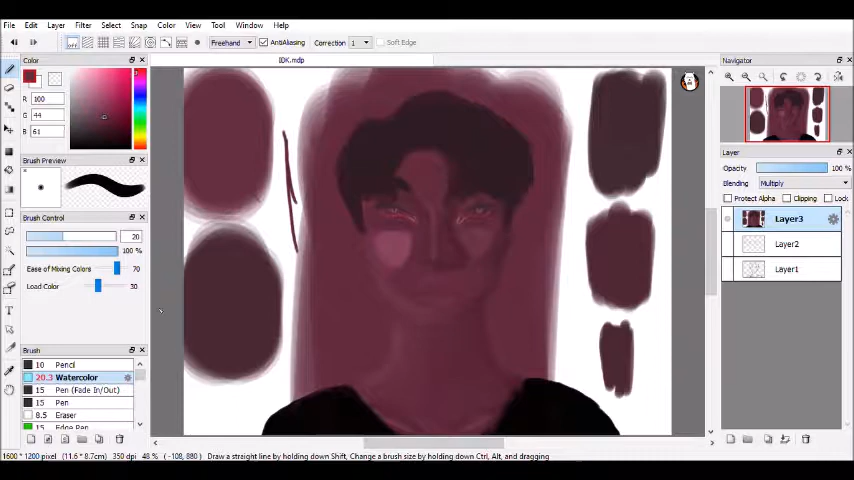 File Edit Layer Filter Select Snap Color View Tool Window Help
OFF Freehand AntiAliasing Correction 1 Soft Edge
IDK.mdp
Color
R 100
G 44
B 61
Brush Preview
Brush Control
20
100 %
Ease of Mixing Colors 70
Load Color 30
Brush
10 Pencil
20.3 Watercolor
15 Pen (Fade In/Out)
15 Pen
8.5 Eraser
15 Edge Pen
Navigator
Layer
Opacity 100 %
Blending Multiply
Protect Alpha Clipping Lock
Layer3
Layer2
Layer1
1600 * 1200 pixel (11.6 * 8.7cm) 350 dpi 48 % (-108, 880) Draw a straight line by holding down Shift, Change a brush size by holding down Ctrl, Alt, and dragging